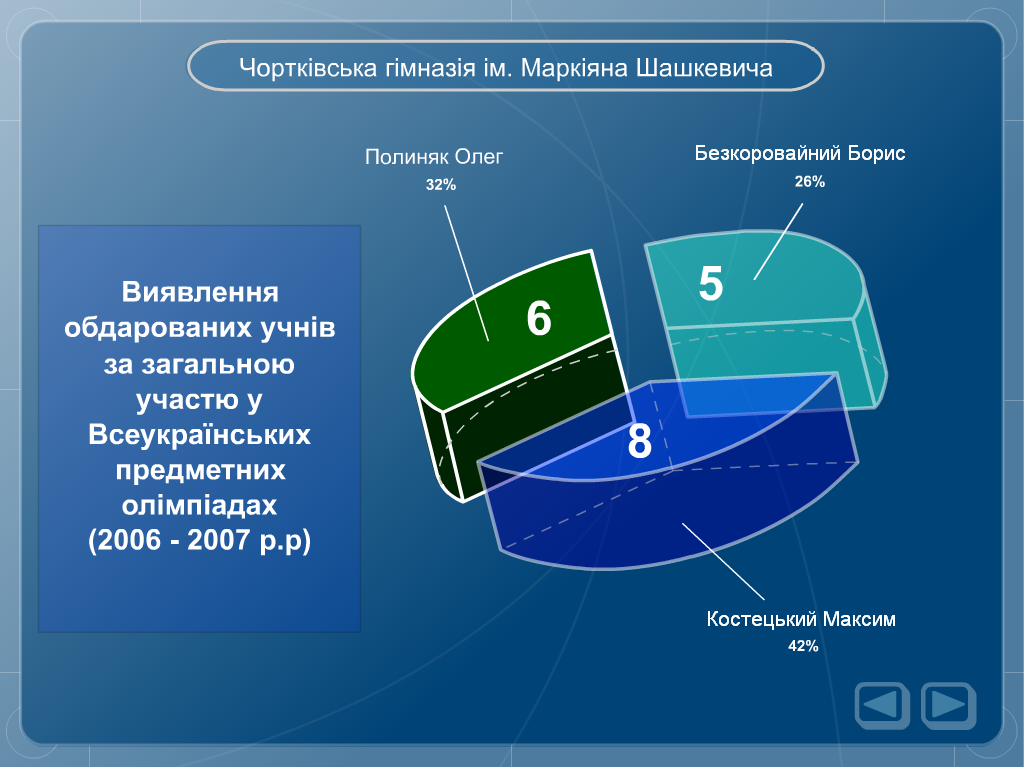 Чортківська гімназія ім. Маркіяна Шашкевича
Полиняк Олег
32%
Безкоровайний Борис
26%
Виявлення
обдарованих учнів
за загальною
участю у
Всеукраїнських
предметних
олімпіадах
(2006 - 2007 р.р)
6
5
8
Костецький Максим
42%